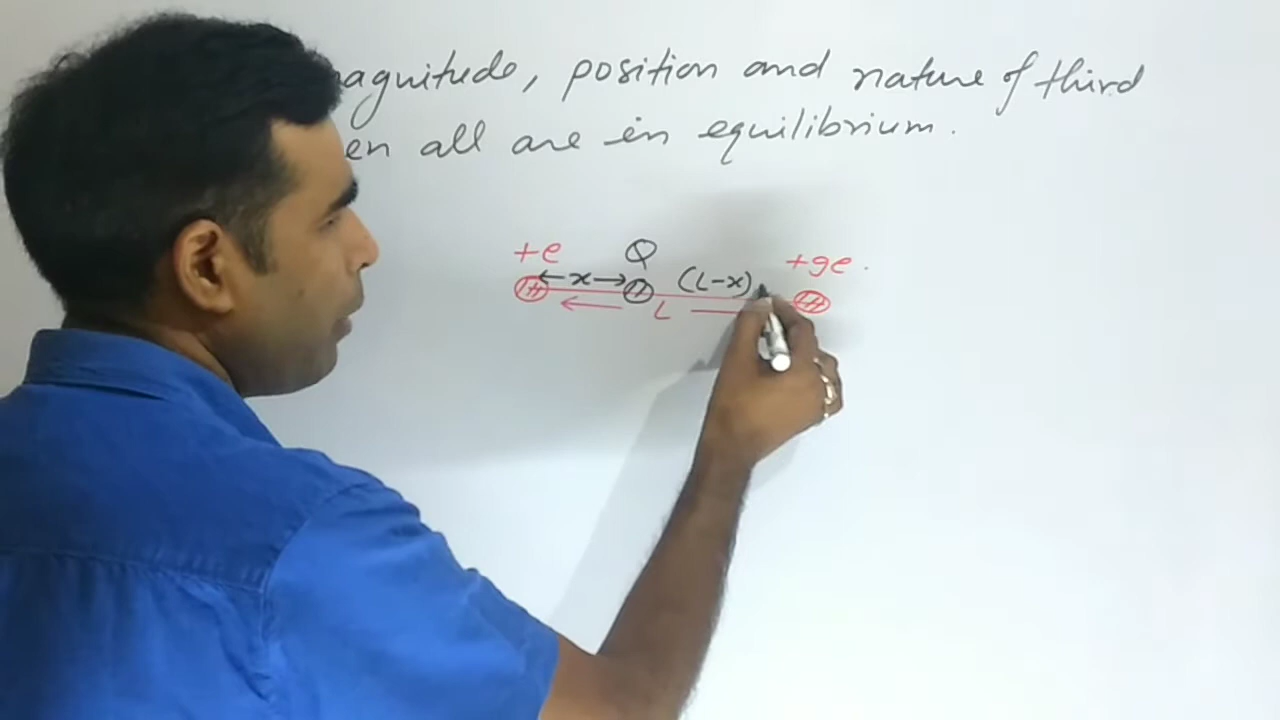 magnitude, position and nature of third
en all are in equilibrium.
+e Q +9e.
x (L-x)
L